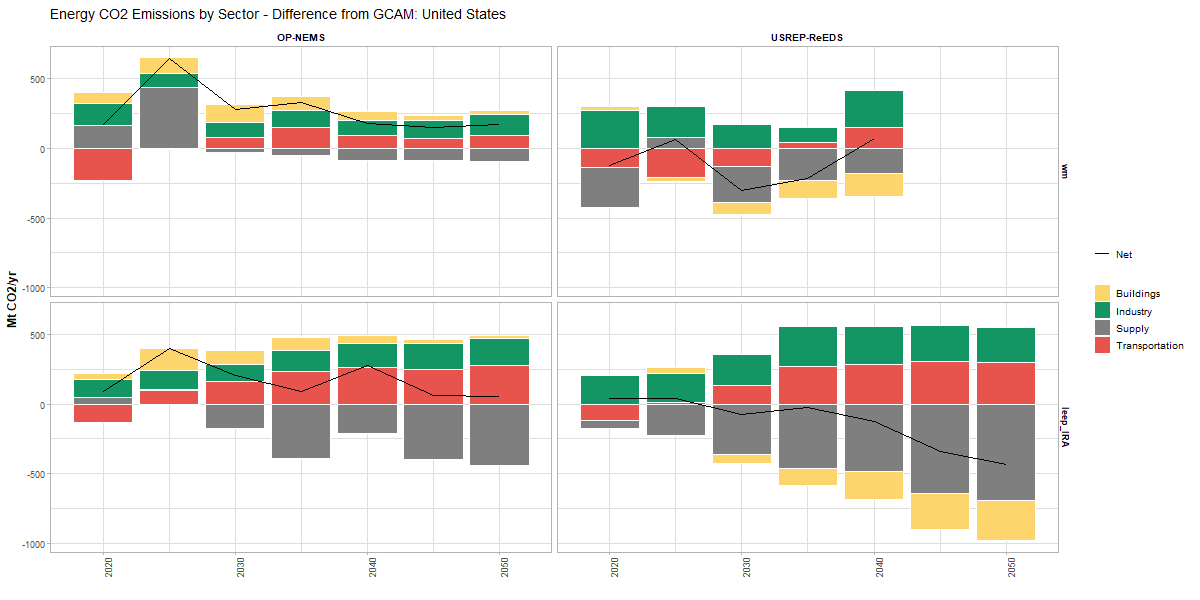 Energy CO2 Emissions by Sector - Difference from GCAM: United States
OP-NEMS
USREP-ReEDS
Mt CO2/yr
500
0
-500
-1000
wm
500
0
-500
-1000
leep_IRA
2020
2030
2040
2050
2020
2030
2040
2050
Net
Buildings
Industry
Supply
Transportation